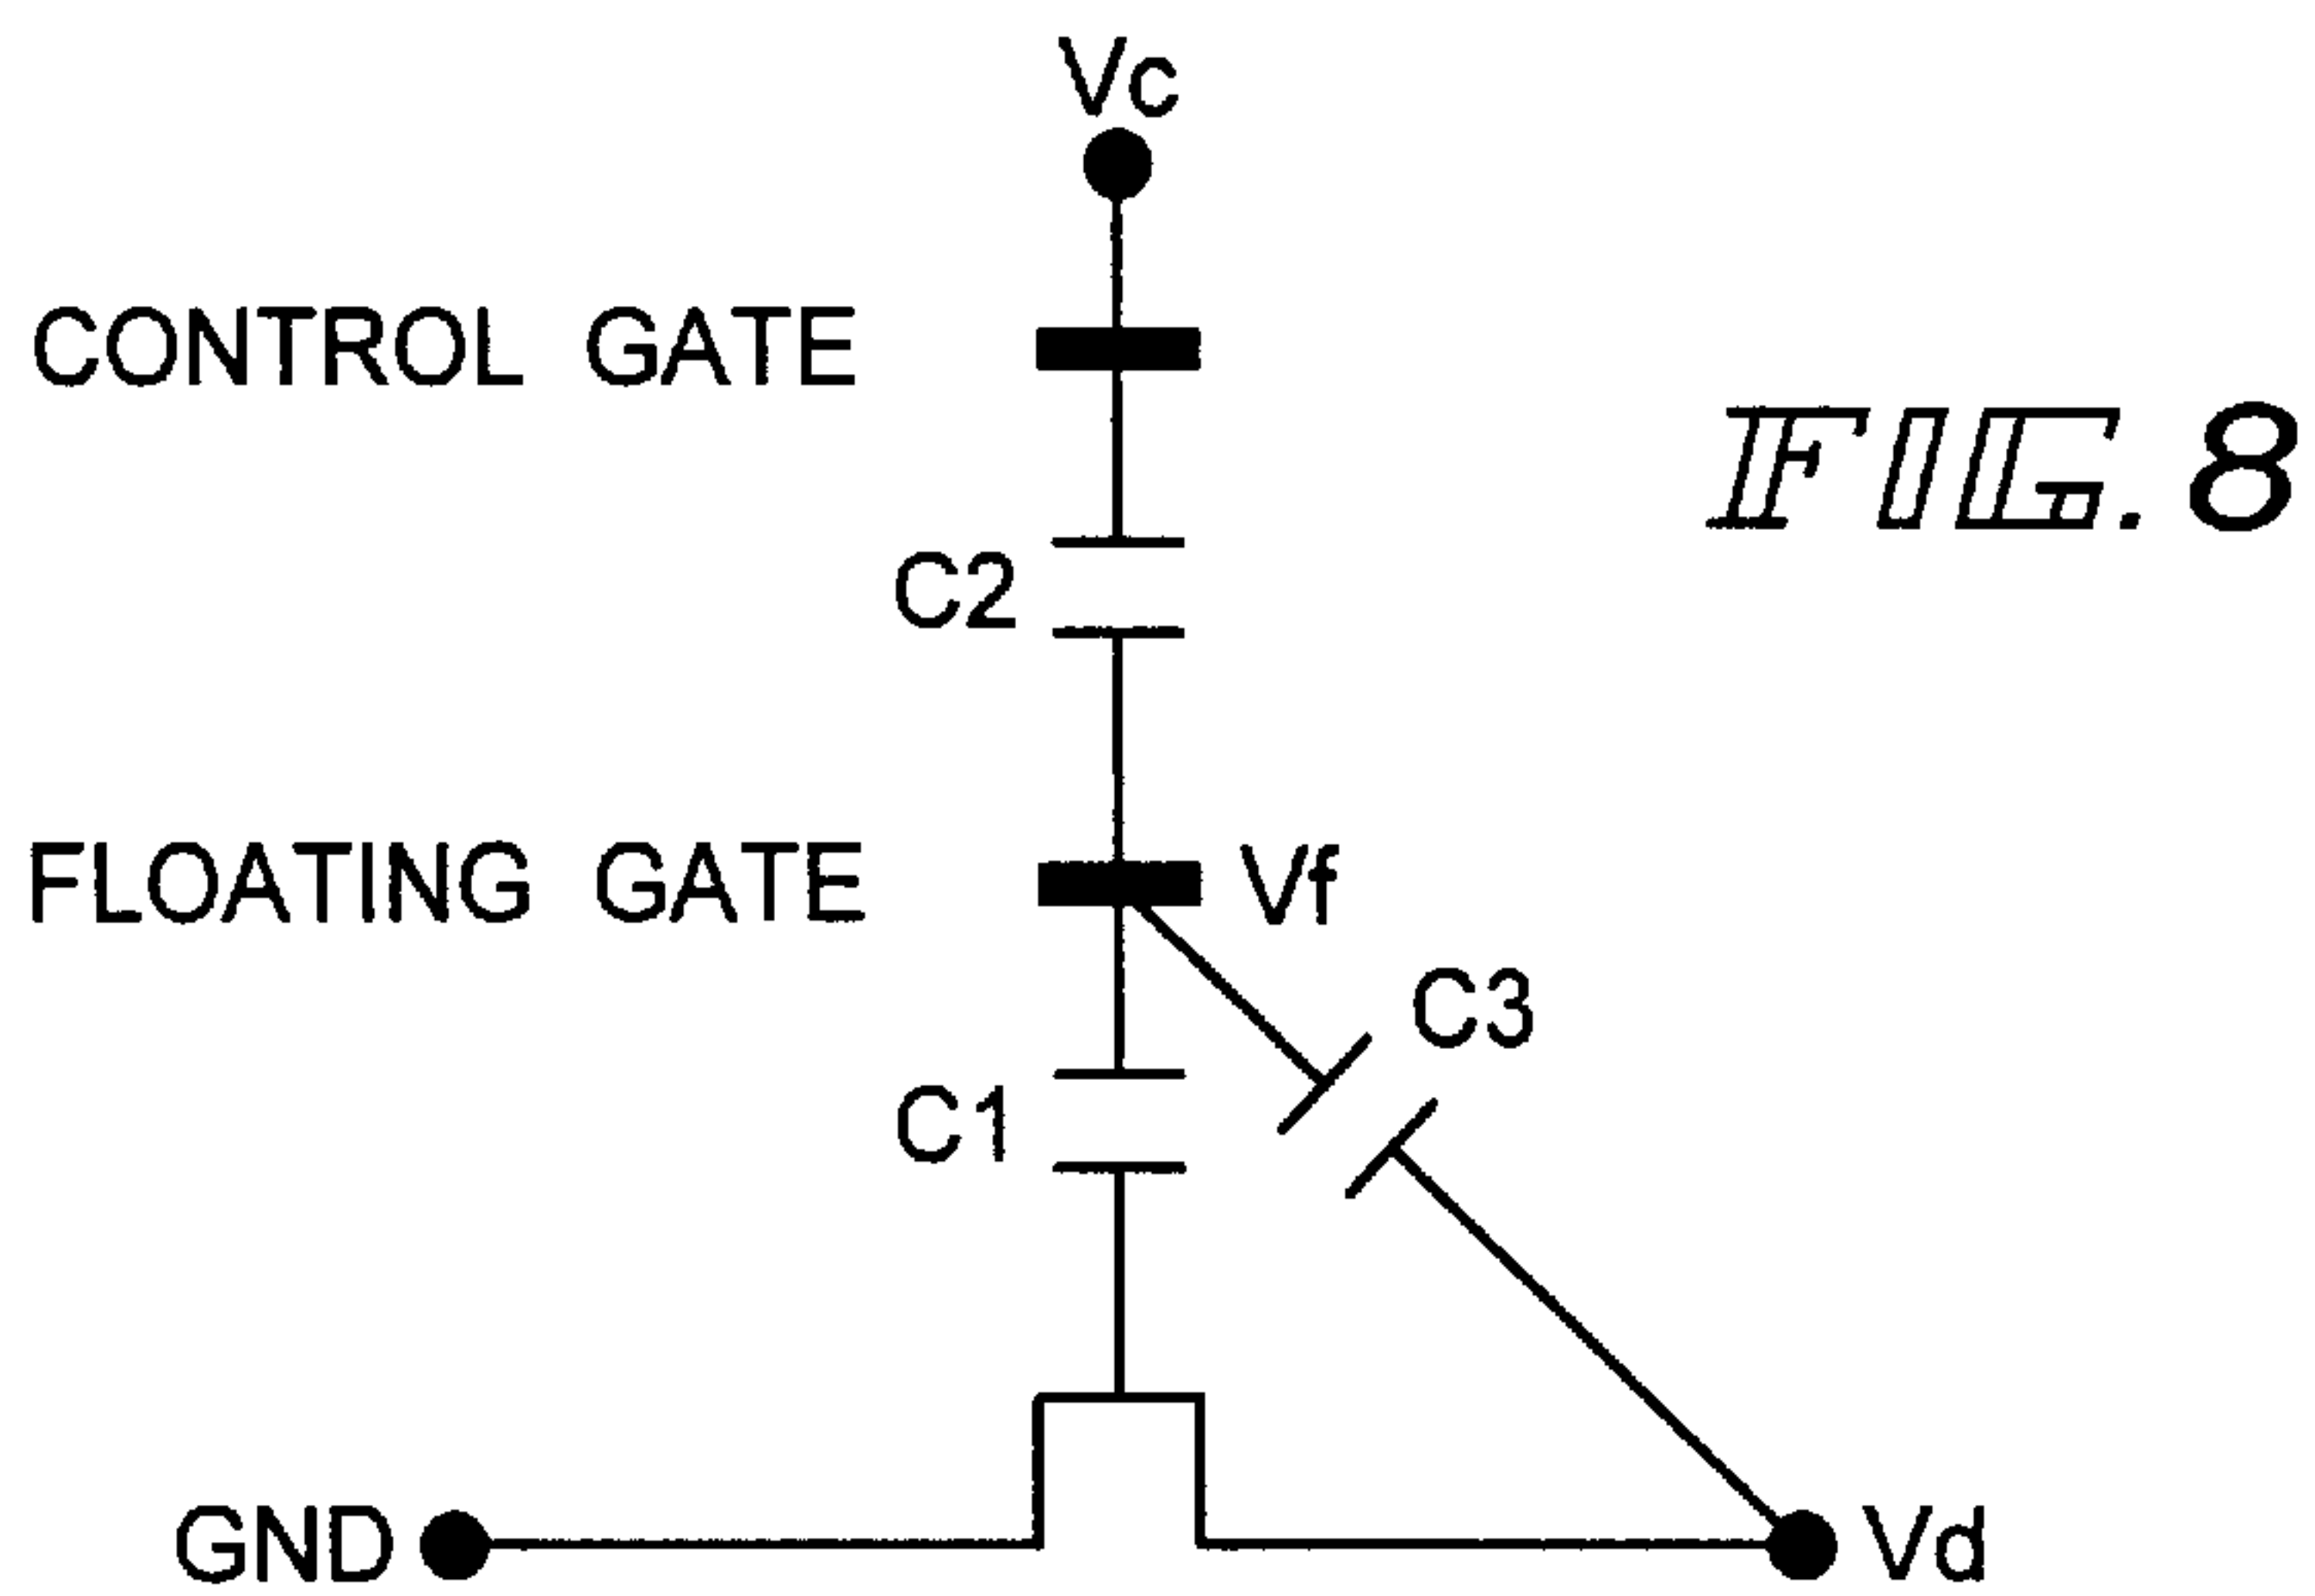 Vc
CONTROL GATE
FIG. 8
C2
FLOATING GATE
Vf
C3
C1
GND
Vd